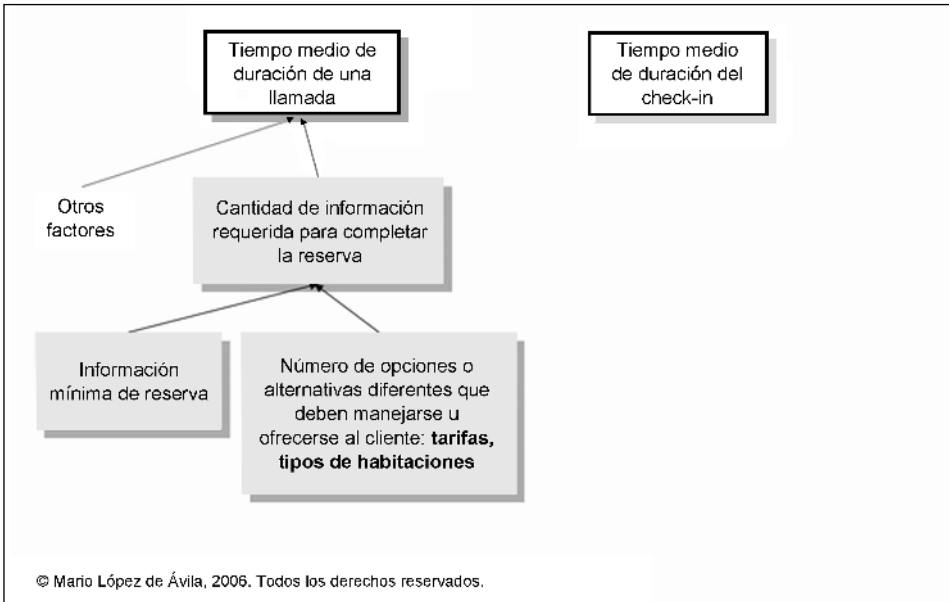 Tiempo medio de
duración de una
llamada
Tiempo medio
de duración del
check-in
Otros
factores
Cantidad de información
requerida para completar
la reserva
Información
mínima de reserva
Número de opciones o
alternativas diferentes que
deben manejarse u
ofrecerse al cliente: tarifas,
tipos de habitaciones
© Mario López de Ávila, 2006. Todos los derechos reservados.